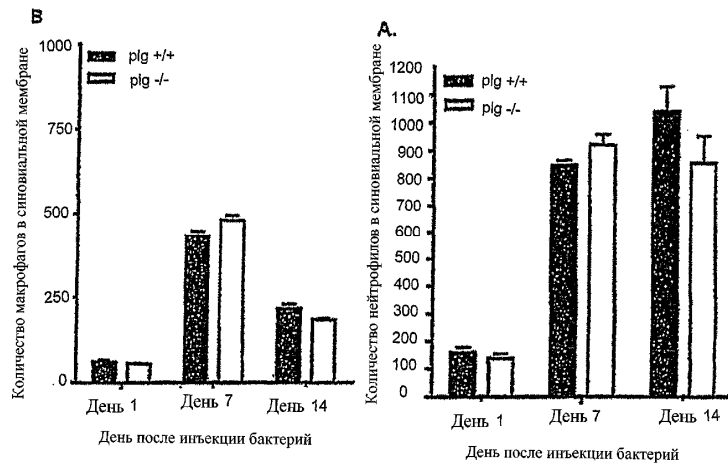 B
Количество макрофагов в синовиальной мембране
1000
750
500
250
. 0
plg +/+
plg -/-
День 1
День 7
День 14
День после инъекции бактерий
A.
Количество нейтрофилов в синовиальной мембране
1200
1100
1000
900
800
700
600
400
300
200
100
0
plg +/+
plg -/-
День 1
День 7
День 14
День после инъекции бактерий